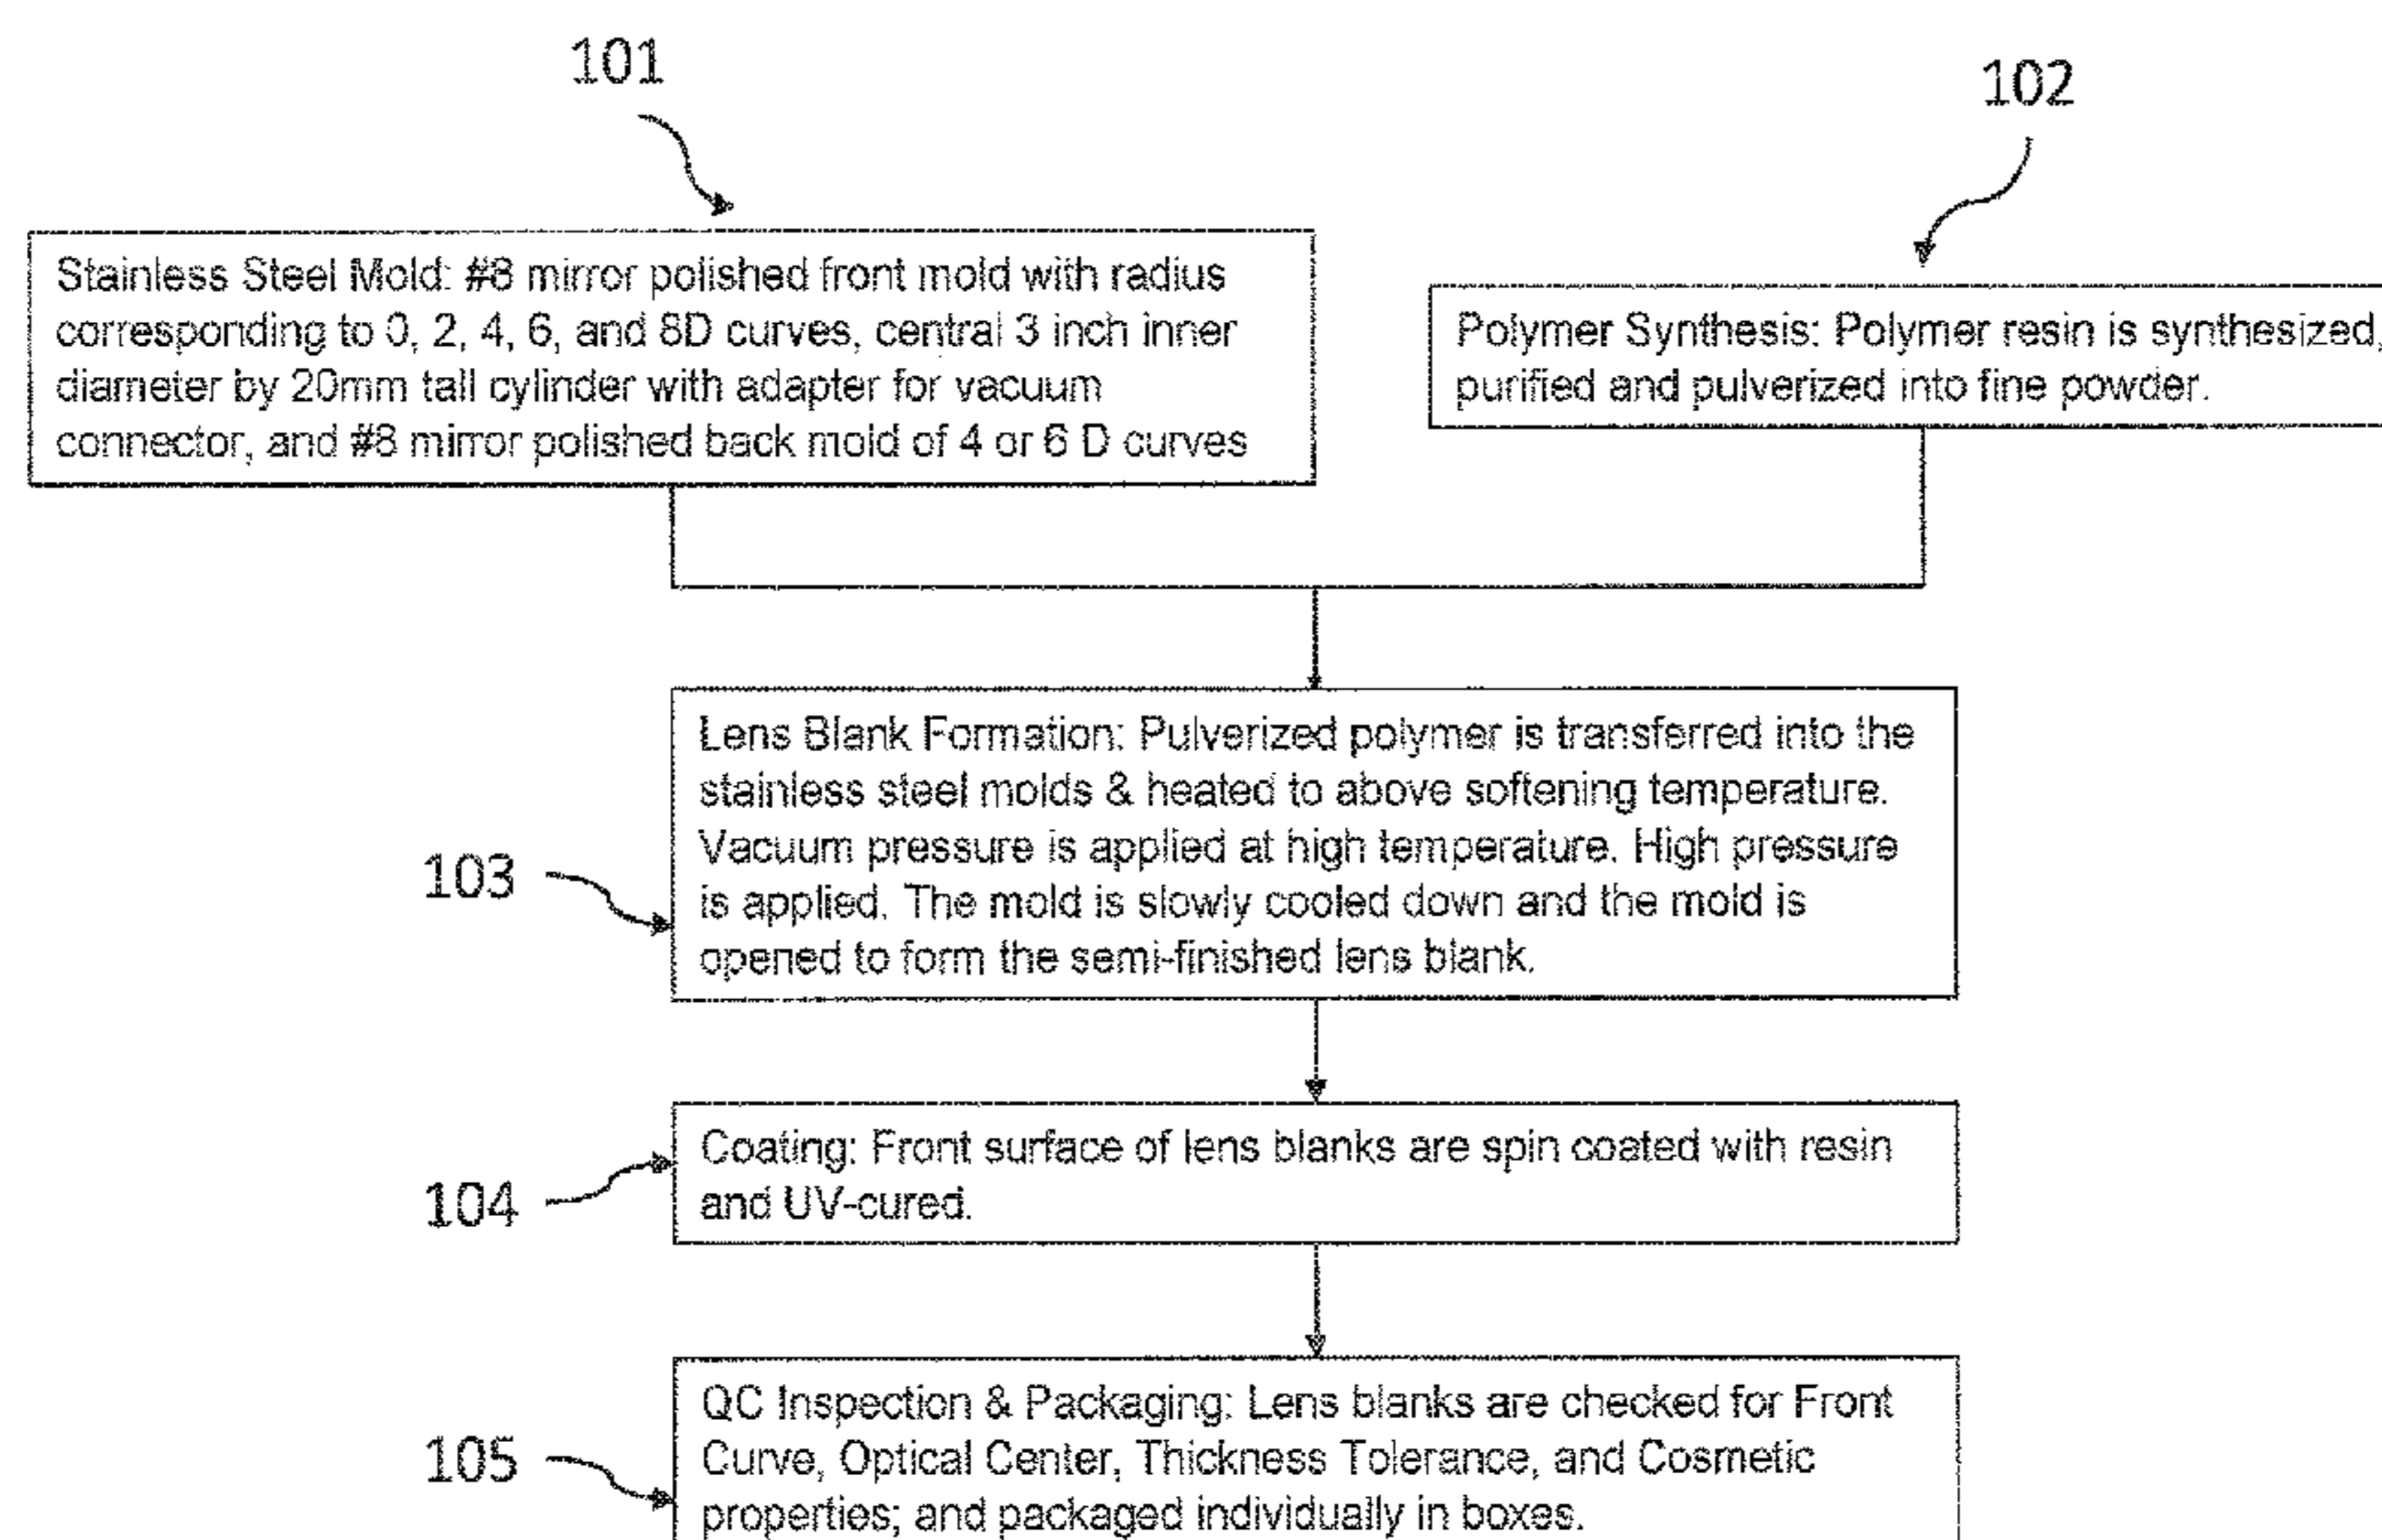 101
102
Stainless Steel Mold: #8 mirror polished front mold with radius
corresponding to 0, 2, 4, 6, and 8D curves, central 3 inch inner
diameter by 20mm tall cylinder with adapter for vacuum
connector, and #8 mirror polished back mold of 4 or 6 D curves
Polymer Synthesis: Polymer resin is synthesized,
purified and pulverized into fine powder.
103
Lens Blank Formation: Pulverized polymer is transferred into the
stainless steel molds & heated to above softening temperature.
Vacuum pressure is applied at high temperature. High pressure
is applied. The mold is slowly cooled down and the mold is
opened to form the semi-finished lens blank.
104
Coating: Front surface of lens blanks are spin coated with resin
and UV-cured.
105
QC Inspection & Packaging: Lens blanks are checked for Front
Curve, Optical Center, Thickness Tolerance, and Cosmetic
properties; and packaged individually in boxes.